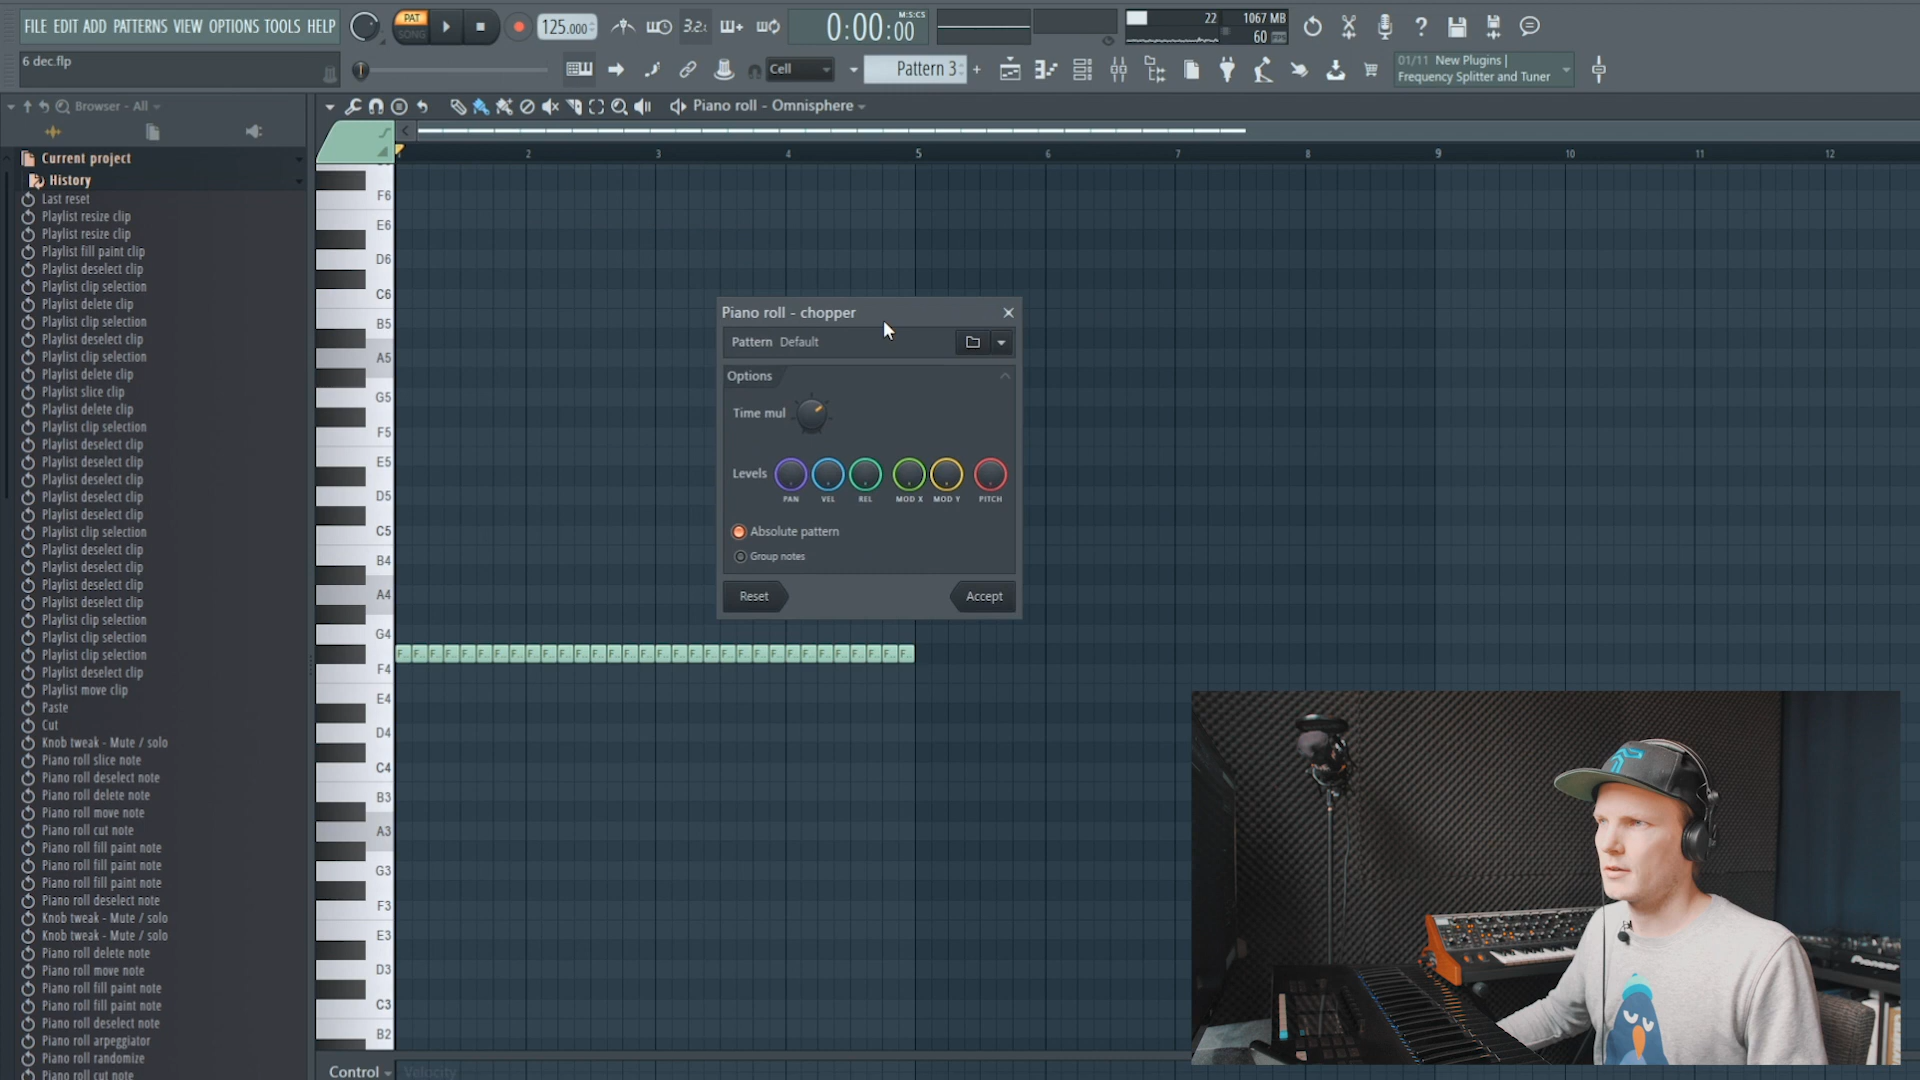 FILE EDIT ADD PATTERNS VIEW OPTIONS TOOLS HELP
PAT
SONG
125.000
3.2:
0:00:00
M:S:CS
22
1067 MB
60
6 dec.flp
Cell
Pattern 3
+
01/11 New Plugins |
Frequency Splitter and Tuner
Browser - All
Piano roll - Omnisphere
Current project
History
Last reset
Playlist resize clip
Playlist resize clip
Playlist fill paint clip
Playlist deselect clip
Playlist clip selection
Playlist delete clip
Playlist clip selection
Playlist deselect clip
Playlist clip selection
Playlist delete clip
Playlist slice clip
Playlist delete clip
Playlist clip selection
Playlist deselect clip
Playlist deselect clip
Playlist deselect clip
Playlist deselect clip
Playlist deselect clip
Playlist clip selection
Playlist deselect clip
Playlist deselect clip
Playlist deselect clip
Playlist deselect clip
Playlist clip selection
Playlist clip selection
Playlist clip selection
Playlist deselect clip
Playlist move clip
Paste
Cut
Knob tweak - Mute / solo
Piano roll slice note
Piano roll deselect note
Piano roll delete note
Piano roll move note
Piano roll cut note
Piano roll fill paint note
Piano roll fill paint note
Piano roll fill paint note
Piano roll deselect note
Knob tweak - Mute / solo
Knob tweak - Mute / solo
Piano roll delete note
Piano roll move note
Piano roll fill paint note
Piano roll fill paint note
Piano roll deselect note
Piano roll arpeggiator
Piano roll randomize
Piano roll cut note
2 3 4 5 6 7 8 9 10 11 12
F6
E6
D6
C6
B5
A5
G5
F5
E5
D5
C5
B4
A4
G4
F4
E4
D4
C4
B3
A3
G3
F3
E3
D3
C3
B2
Piano roll - chopper
Pattern Default
Options
Time mul
Levels
PAN VEL REL MOD X MOD Y PITCH
Absolute pattern
Group notes
Reset
Accept
F.. F.. F.. F.. F.. F.. F.. F.. F.. F.. F.. F.. F.. F.. F.. F.. F.. F.. F.. F.. F.. F.. F.. F.. F.. F.. F.. F.. F.. F.. F.. F..
Control
Velocity
Pioneer